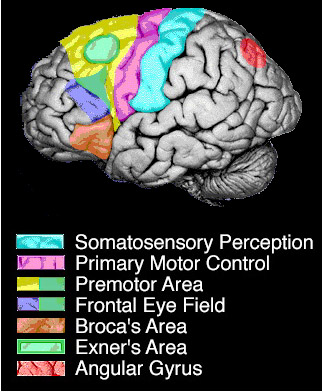 Somatosensory Perception
Primary Motor Control
Premotor Area
Frontal Eye Field
Broca's Area
Exner's Area
Angular Gyrus